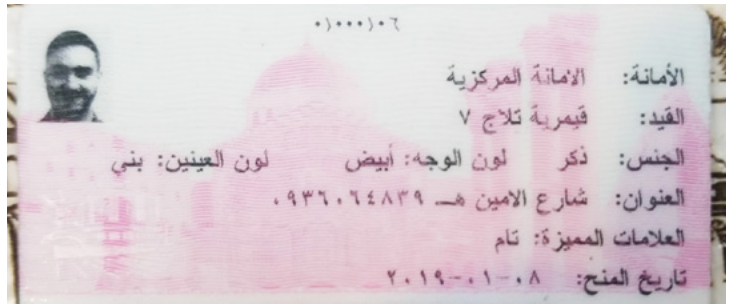 ٠١٠٠٠١٠٦
الأمانة: الامانة المركزية
القيد: قيمرية تلاج ٧
الجنس: ذكر لون الوجه: أبيض لون العينين: بني
العنوان: شارع الامين هـ ٠٩٣٦٠٦٤٨٣٩
العلامات المميزة: تام
تاريخ المنح: ٠٨-٠١-٢٠١٩